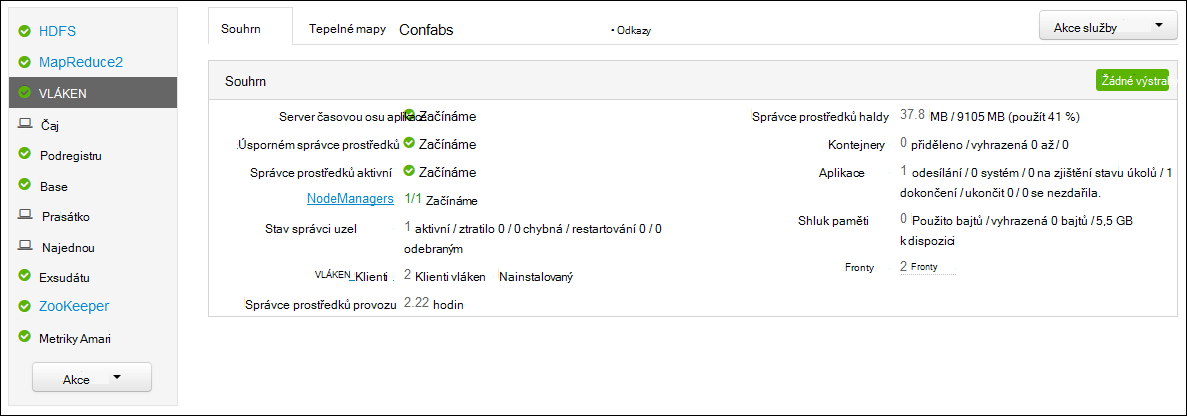 HDFS
MapReduce2
VLÁKEN
Čaj
Podregistru
Base
Prasátko
Najednou
Exsudátu
ZooKeeper
Metriky Amari
Akce
Souhrn
Tepelné mapy
Confabs
• Odkazy
Akce služby
Souhrn
Žádné výstrah
Server časovou osu aplikace Začínáme
Úsporném správce prostředků Začínáme
Správce prostředků aktivní Začínáme
NodeManagers 1/1 Začínáme
Stav správci uzel 1 aktivní / ztratilo 0 / 0 chybná / restartování 0 / 0
odebraným
VLÁKEN_Klienti . 2 Klienti vláken Nainstalovaný
Správce prostředků provozu 2.22 hodin
Správce prostředků haldy 37.8 MB / 9105 MB (použít 41 %)
Kontejnery 0 přiděleno / vyhrazená 0 až / 0
Aplikace 1 odesílání / 0 systém / 0 na zjištění stavu úkolů / 1
dokončení / ukončit 0 / 0 se nezdařila.
Shluk paměti 0 Použito bajtů / vyhrazená 0 bajtů / 5,5 GB
k dispozici
Fronty 2 Fronty